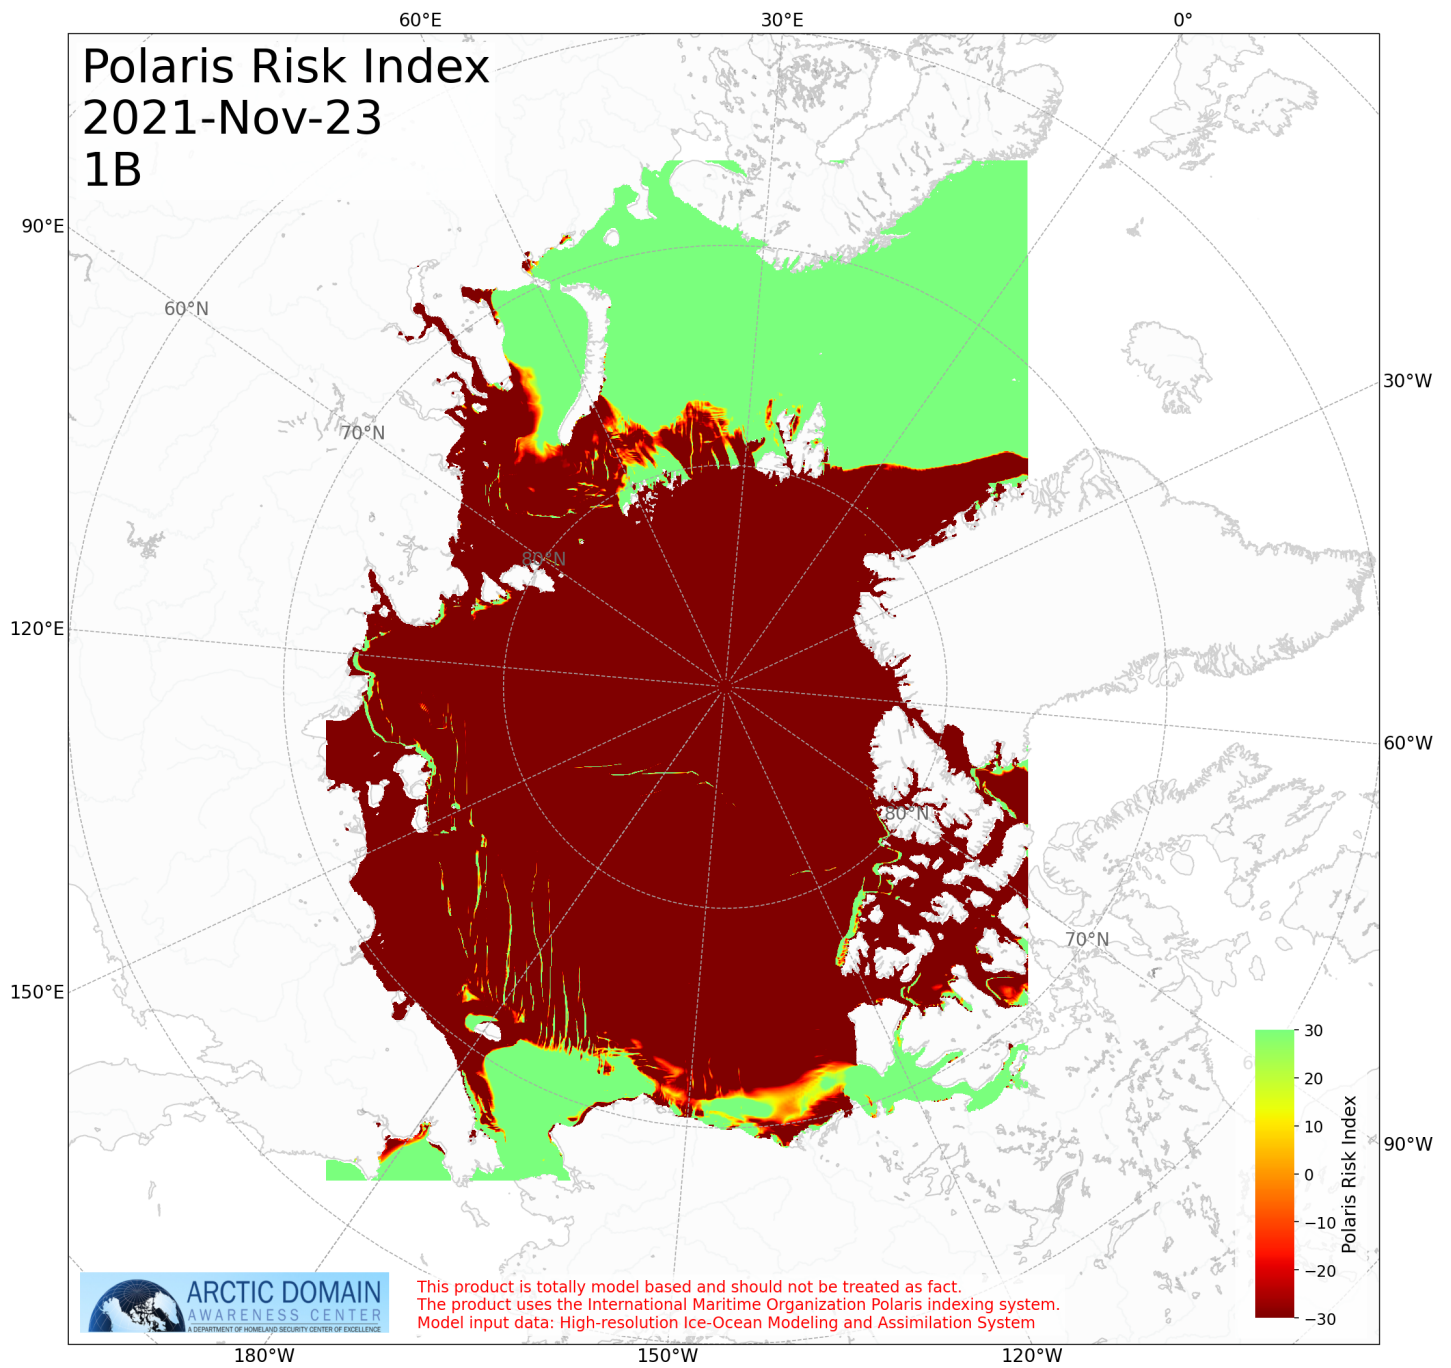 60°E 30°E 0°
Polaris Risk Index
2021-Nov-23
1B
90°E
60°N
30°W
70°N
80°N
120°E
60°W
80°N
70°N
150°E
30
20
10
0
−10
−20
−30
Polaris Risk Index
90°W
ARCTIC DOMAIN
AWARENESS CENTER
A DEPARTMENT OF HOMELAND SECURITY CENTER OF EXCELLENCE
This product is totally model based and should not be treated as fact.
The product uses the International Maritime Organization Polaris indexing system.
Model input data: High-resolution Ice-Ocean Modeling and Assimilation System
180°W 150°W 120°W